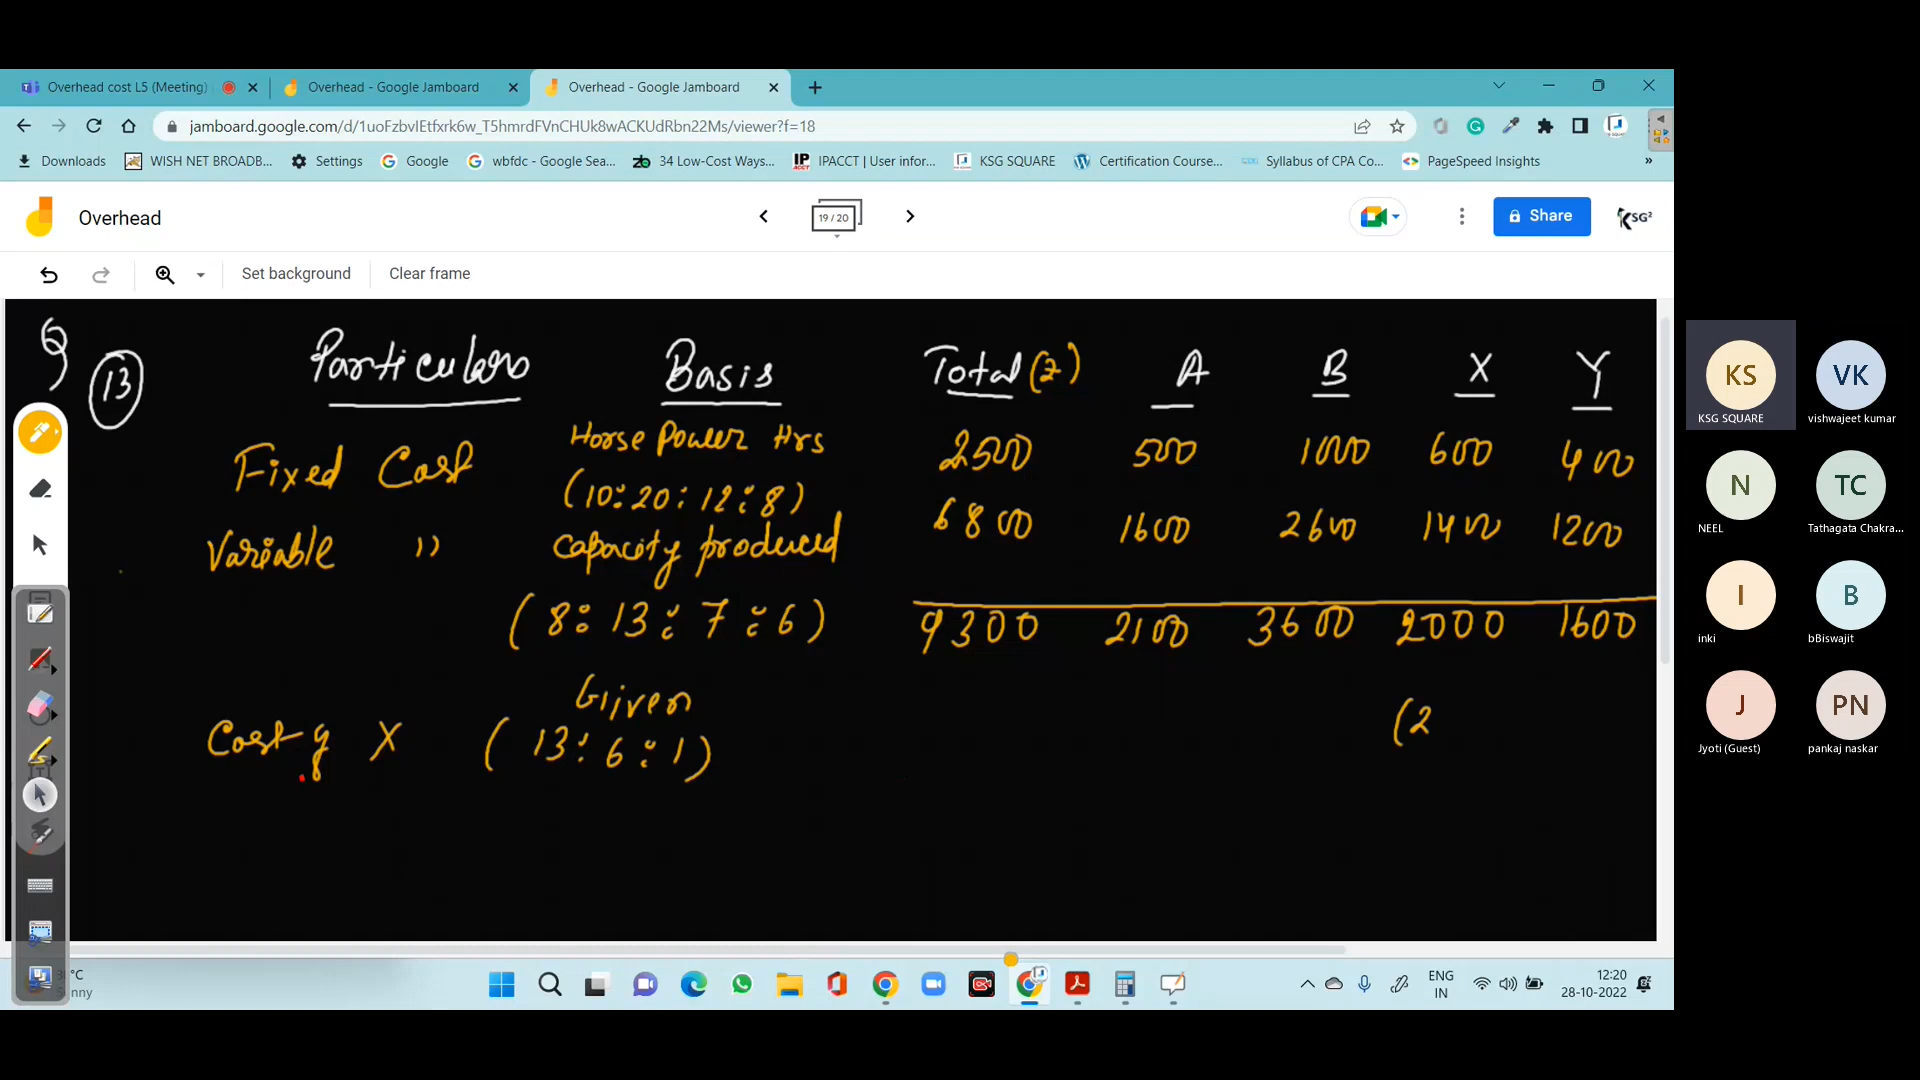 Overhead cost L5 (Meeting)
Overhead - Google Jamboard
Overhead - Google Jamboard
jamboard.google.com/d/1uoFzbvIEtfxrk6w_T5hmrdFVnCHUk8wACKUdRbn22Ms/viewer?f=18
Downloads
WISH NET BROADB...
Settings
Google
wbfdc - Google Sea...
34 Low-Cost Ways...
IPACCT | User infor...
KSG SQUARE
Certification Course...
Syllabus of CPA Co...
PageSpeed Insights
»
Overhead
19 / 20
Share
KSG²
Set background
Clear frame
Q 13 Particulars Basis Total (₹) A B X Y
Horse Power Hrs
Fixed Cost 2500 500 1000 600 400
(10:20:12:8)
Variable " capacity produced 6800 1600 2600 1400 1200
(8:13:7:6) 9300 2100 3600 2000 1600
Given
Cost of X (13:6:1) (2
KS
KSG SQUARE
VK
vishwajeet kumar
N
NEEL
TC
Tathagata Chakra...
I
inki
B
bBiswajit
J
Jyoti (Guest)
PN
pankaj naskar
ENG
IN
12:20
28-10-2022